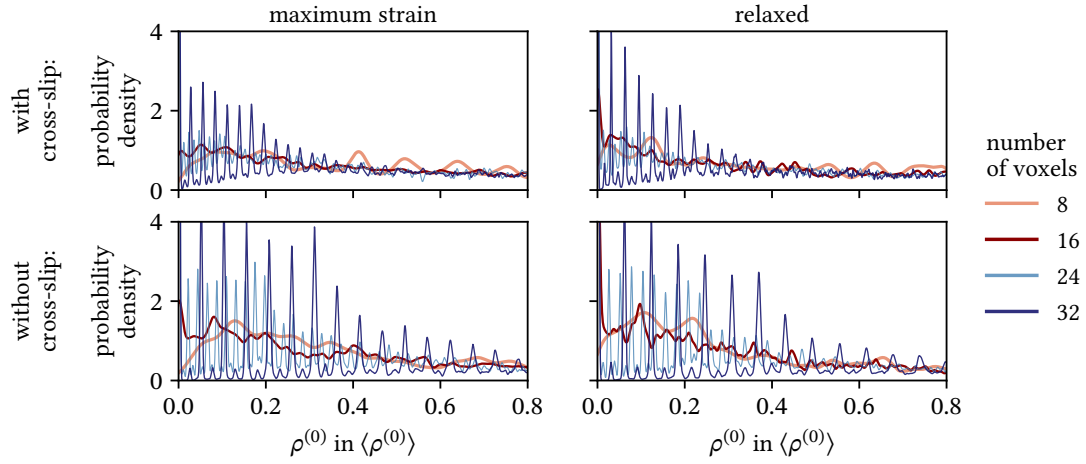 maximum strain
relaxed
with
cross-slip:
probability
density
4
2
0
without
cross-slip:
probability
density
4
2
0
0.0 0.2 0.4 0.6 0.8
0.0 0.2 0.4 0.6 0.8
ρ⁽⁰⁾ in ⟨ρ⁽⁰⁾⟩
ρ⁽⁰⁾ in ⟨ρ⁽⁰⁾⟩
number
of voxels
8
16
24
32